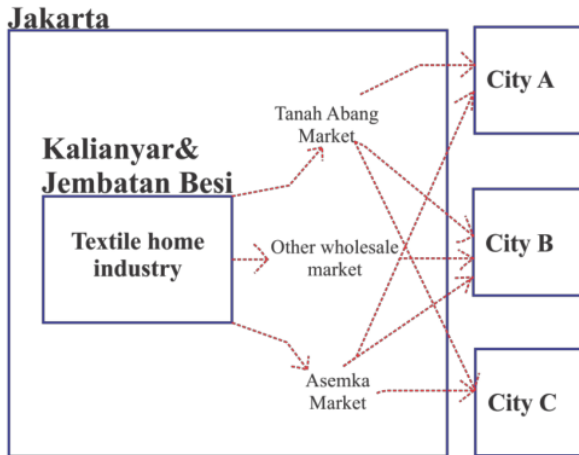 Jakarta
Kalianyar&
Jembatan Besi
Textile home
industry
Tanah Abang
Market
Other wholesale
market
Asemka
Market
City A
City B
City C